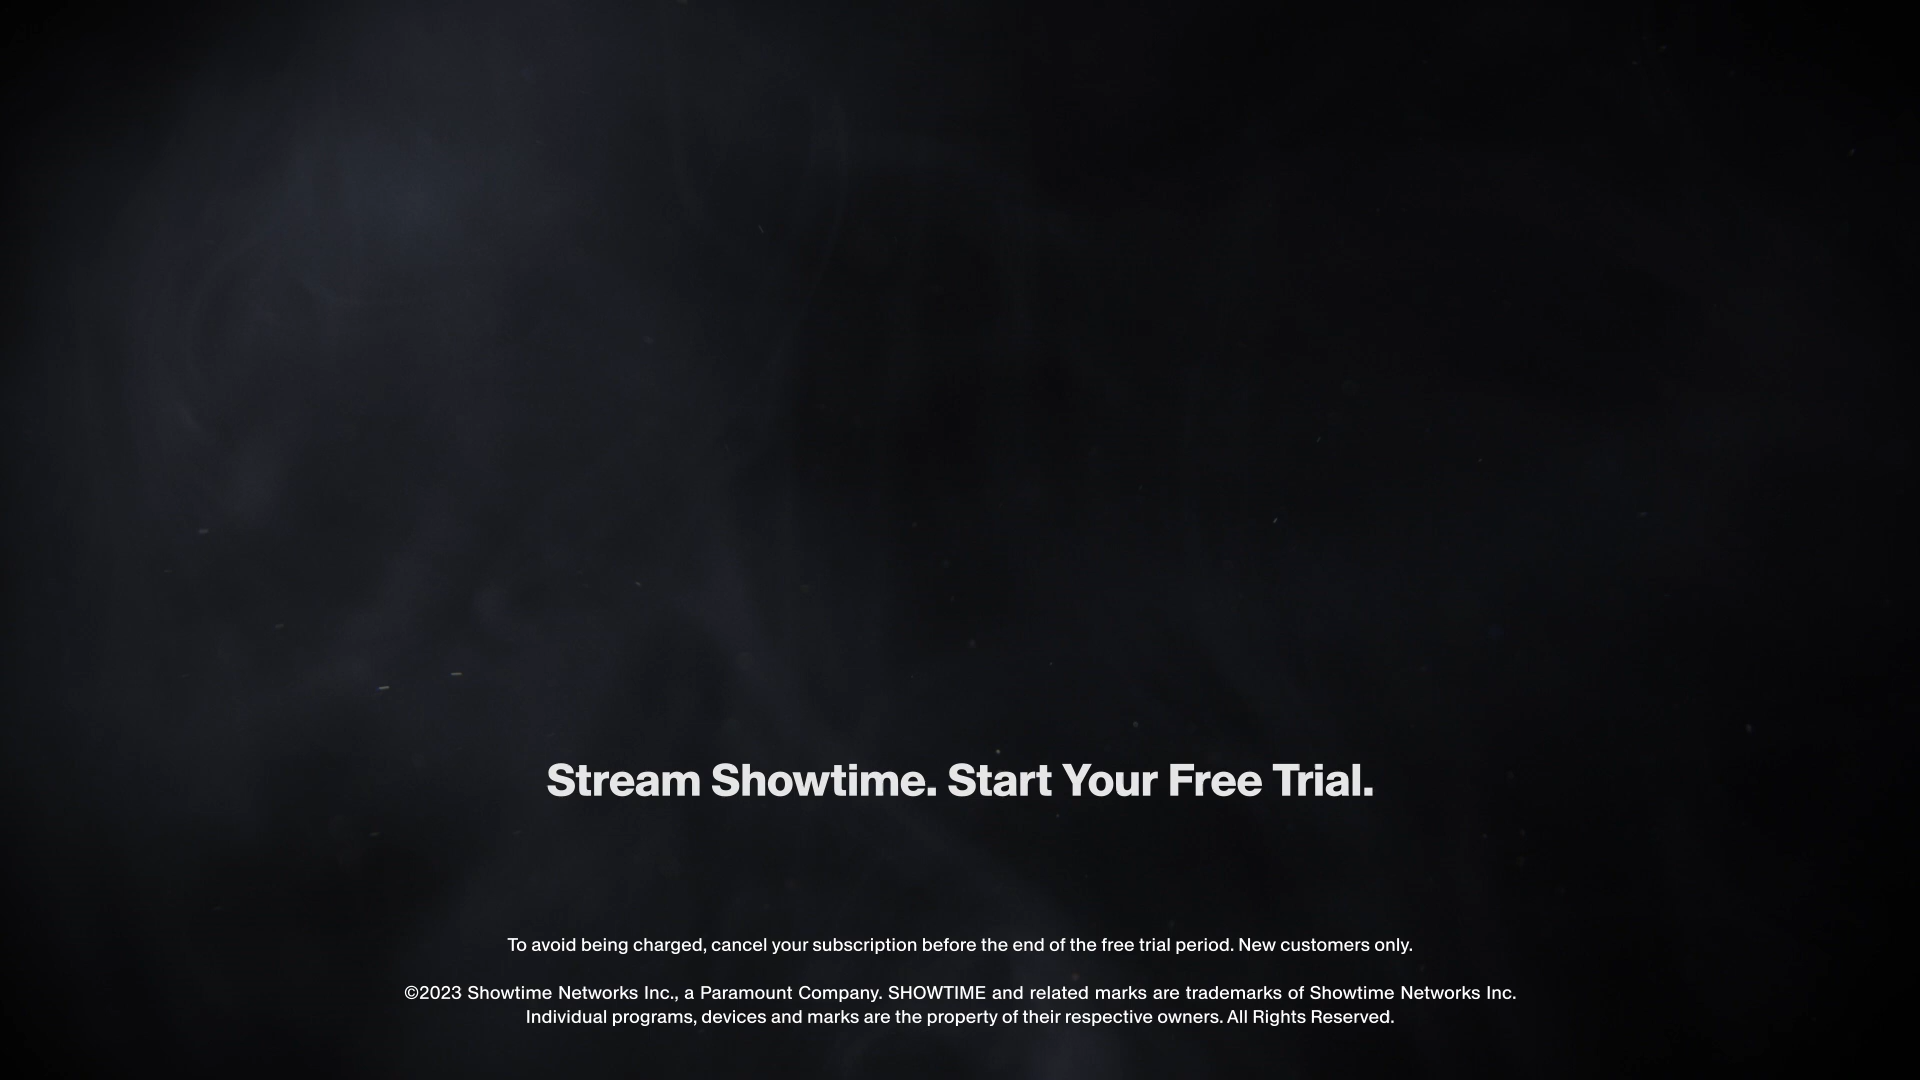 Stream Showtime. Start Your Free Trial.
To avoid being charged, cancel your subscription before the end of the free trial period. New customers only.
©2023 Showtime Networks Inc., a Paramount Company. SHOWTIME and related marks are trademarks of Showtime Networks Inc.
Individual programs, devices and marks are the property of their respective owners. All Rights Reserved.